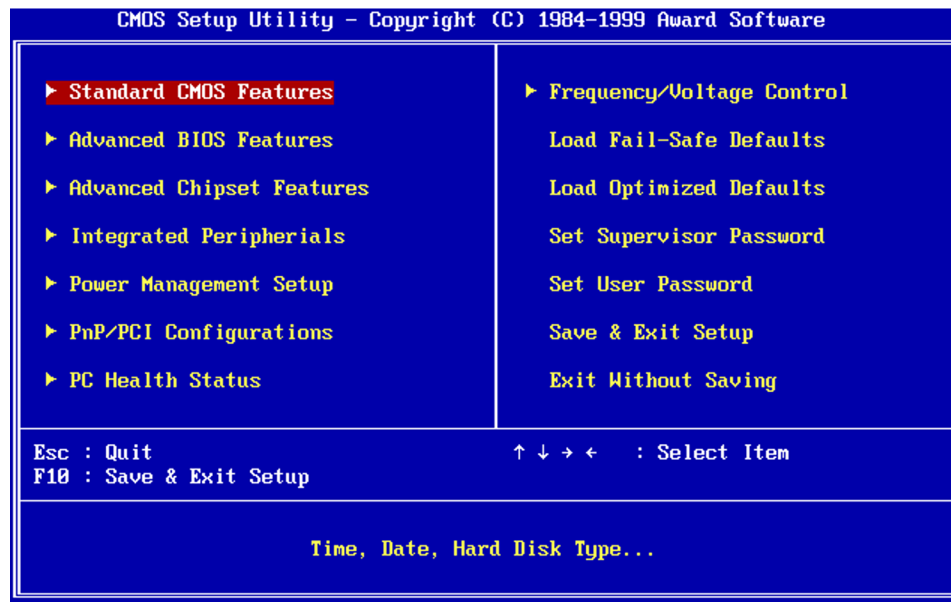 CMOS Setup Utility – Copyright (C) 1984–1999 Award Software
▶ Standard CMOS Features
▶ Advanced BIOS Features
▶ Advanced Chipset Features
▶ Integrated Peripherials
▶ Power Management Setup
▶ PnP/PCI Configurations
▶ PC Health Status
▶ Frequency/Voltage Control
Load Fail–Safe Defaults
Load Optimized Defaults
Set Supervisor Password
Set User Password
Save & Exit Setup
Exit Without Saving
Esc : Quit
F10 : Save & Exit Setup
↑ ↓ → ← : Select Item
Time, Date, Hard Disk Type...